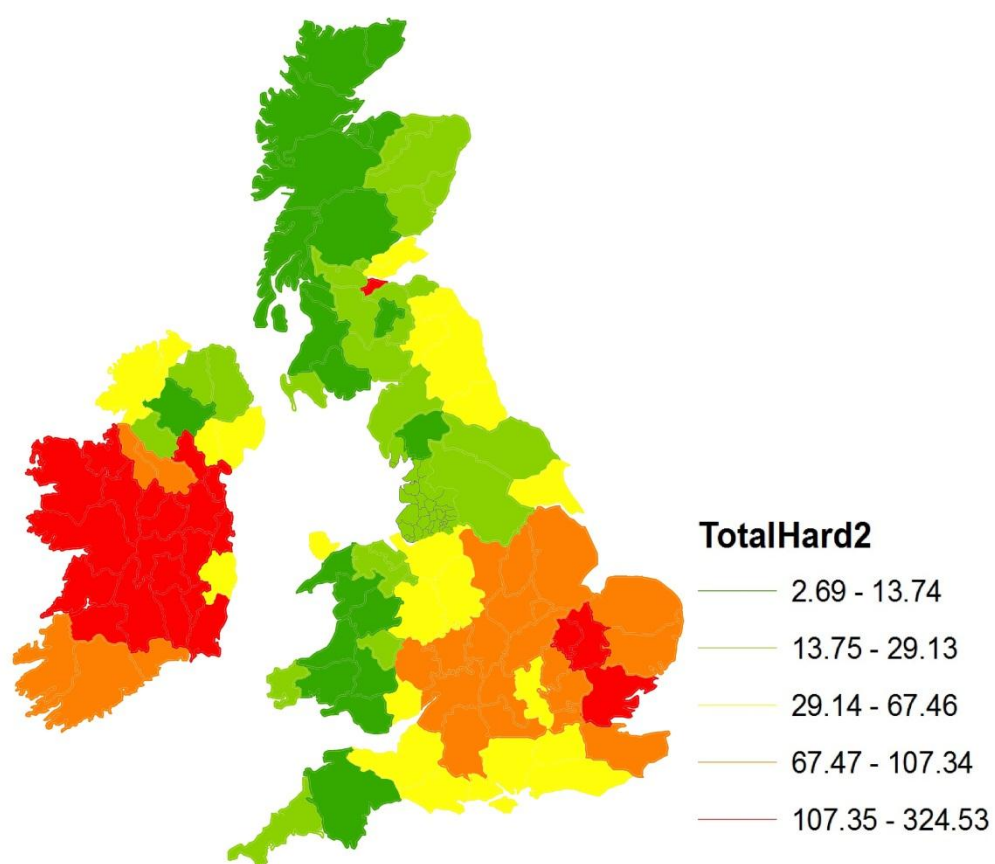 TotalHard2
2.69 - 13.74
13.75 - 29.13
29.14 - 67.46
67.47 - 107.34
107.35 - 324.53